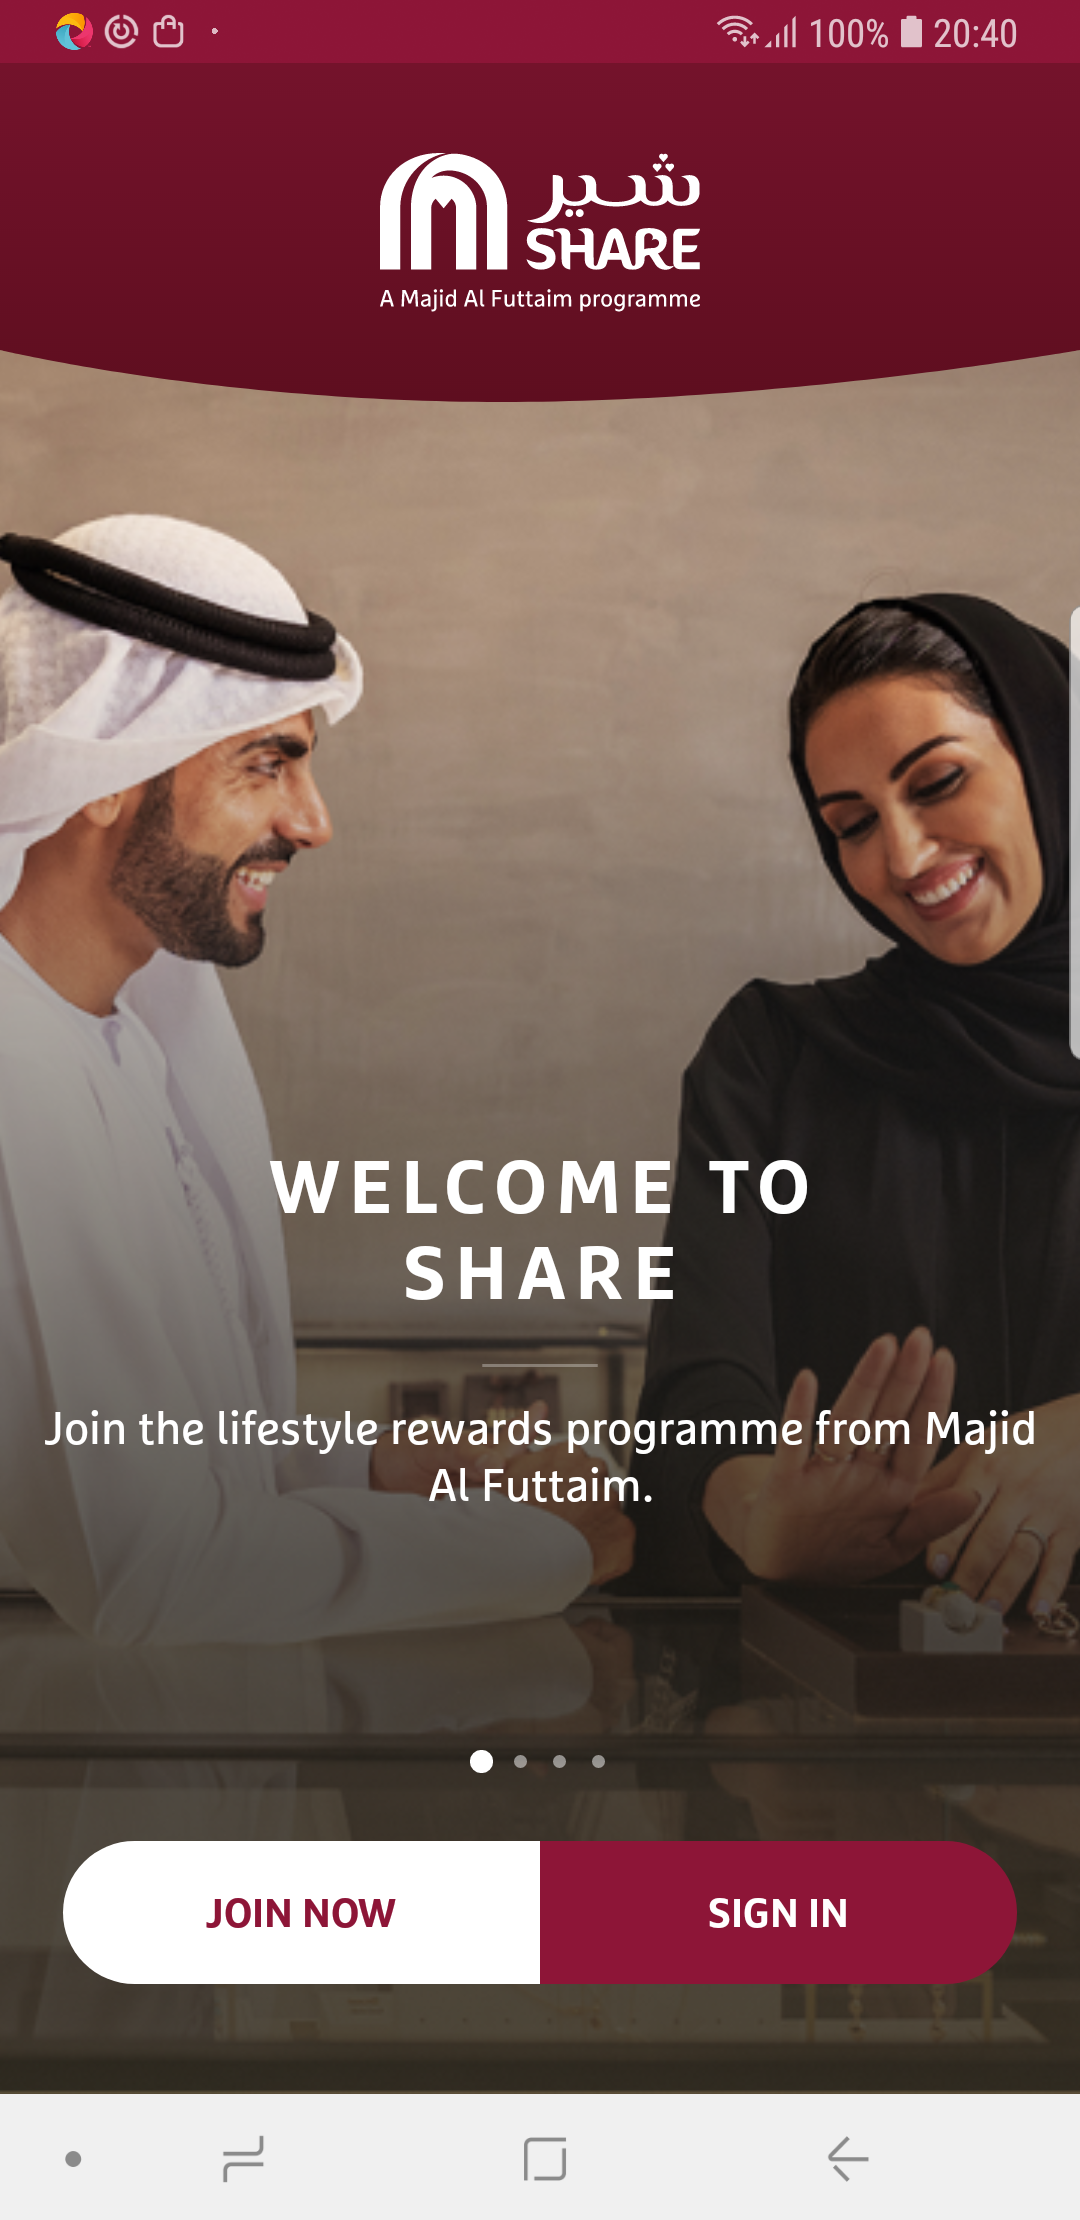 100% 20:40
شير
SHARE
A Majid Al Futtaim programme
WELCOME TO
SHARE
Join the lifestyle rewards programme from Majid
Al Futtaim.
JOIN NOW
SIGN IN